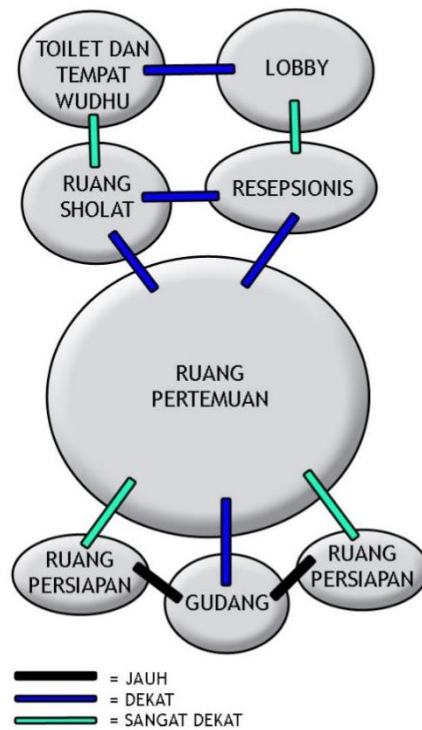 TOILET DAN
TEMPAT
WUDHU
LOBBY
RUANG
SHOLAT
RESEPSIONIS
RUANG
PERTEMUAN
RUANG
PERSIAPAN
GUDANG
RUANG
PERSIAPAN
= JAUH
= DEKAT
= SANGAT DEKAT